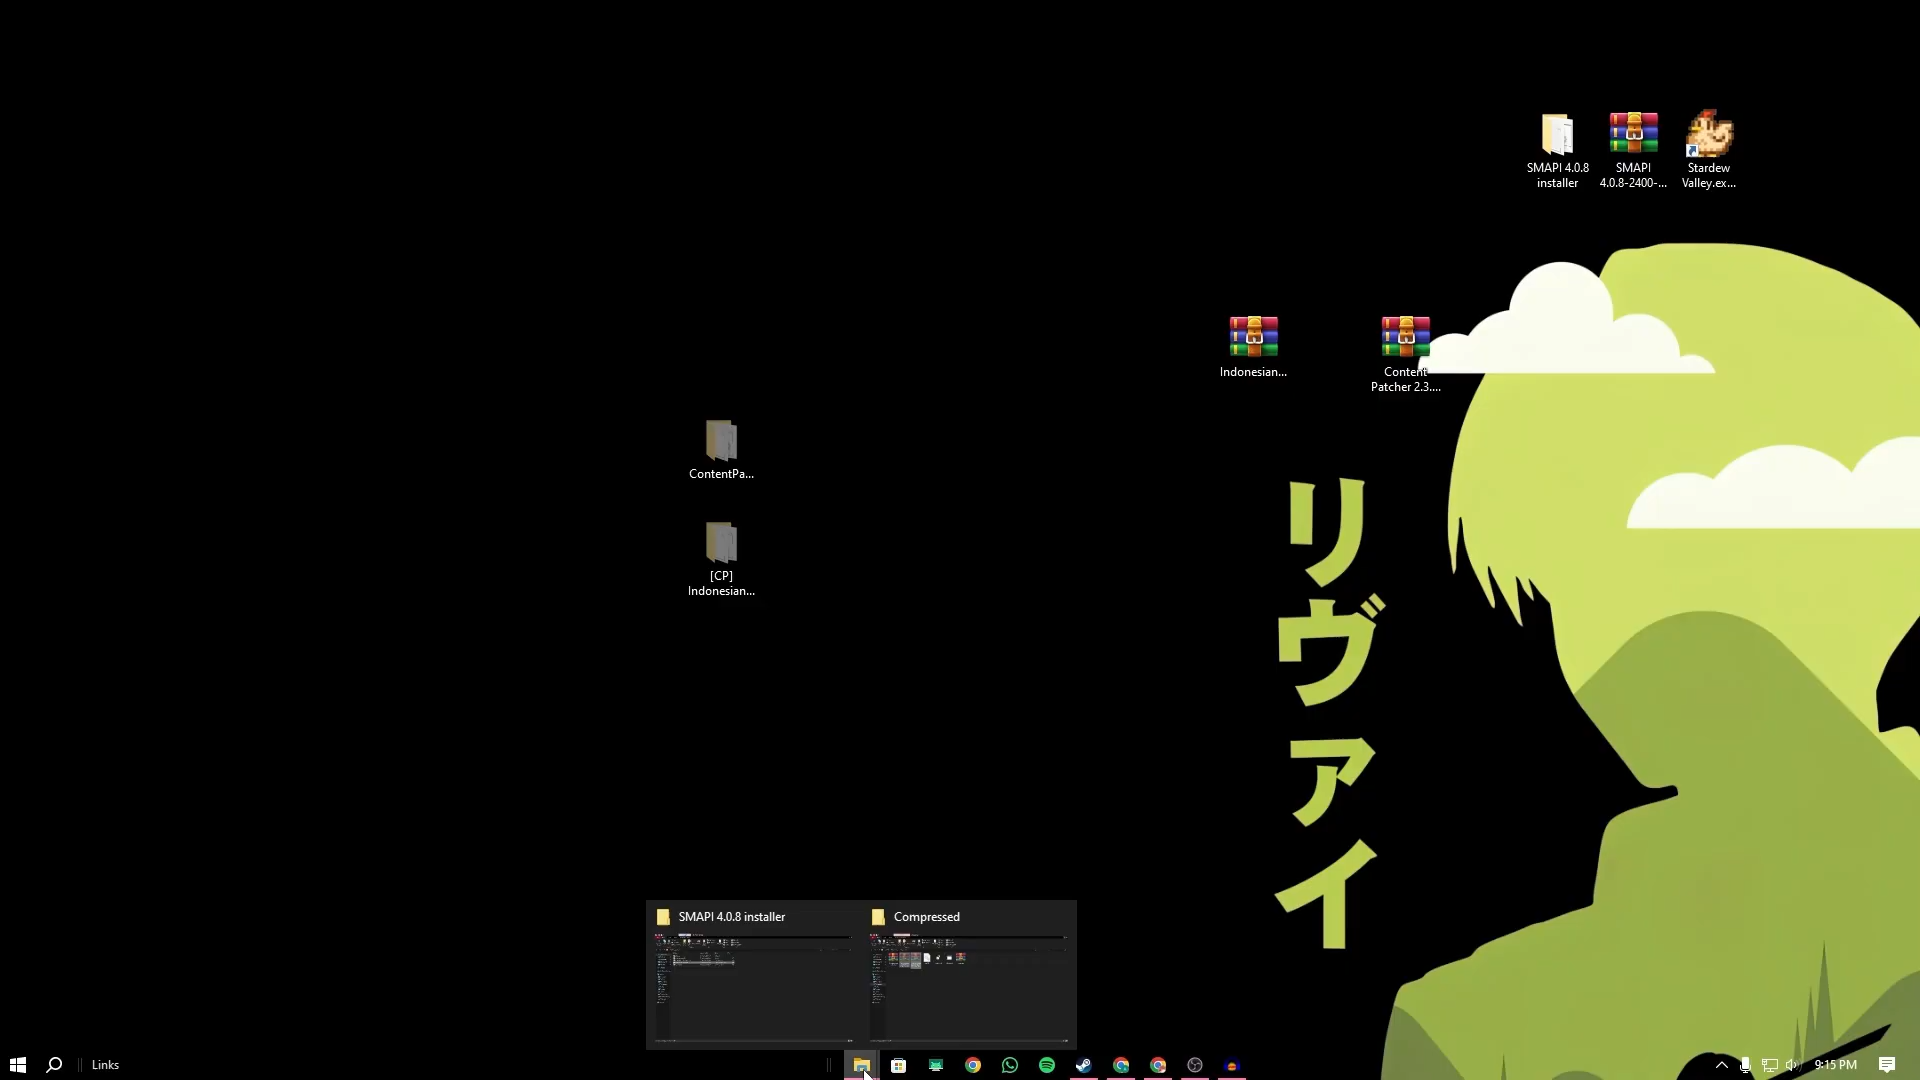 SMAPI 4.0.8
installer
SMAPI
4.0.8-2400-...
Stardew
Valley.ex...
Indonesian...
Content
Patcher 2.3....
ContentPa...
[CP]
Indonesian...
リヴァイ
SMAPI 4.0.8 installer
Compressed
Links
9:15 PM